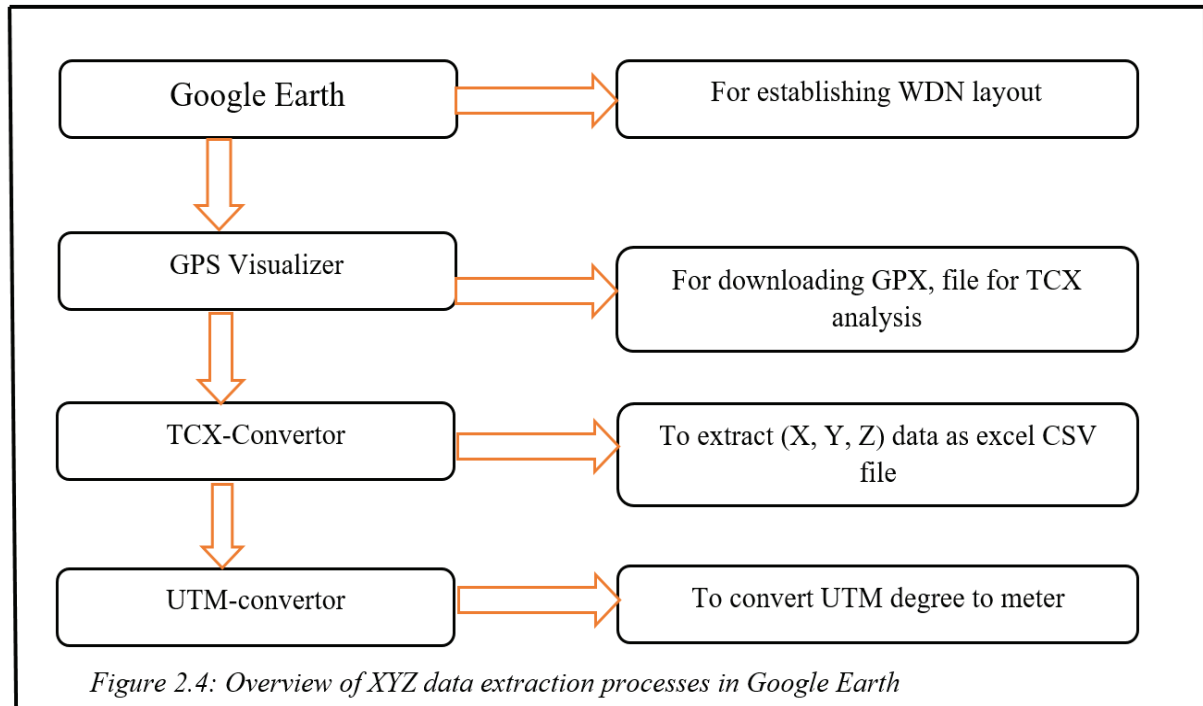 Google Earth
For establishing WDN layout
GPS Visualizer
For downloading GPX, file for TCX
analysis
TCX-Convertor
To extract (X, Y, Z) data as excel CSV
file
UTM-convertor
To convert UTM degree to meter
Figure 2.4: Overview of XYZ data extraction processes in Google Earth